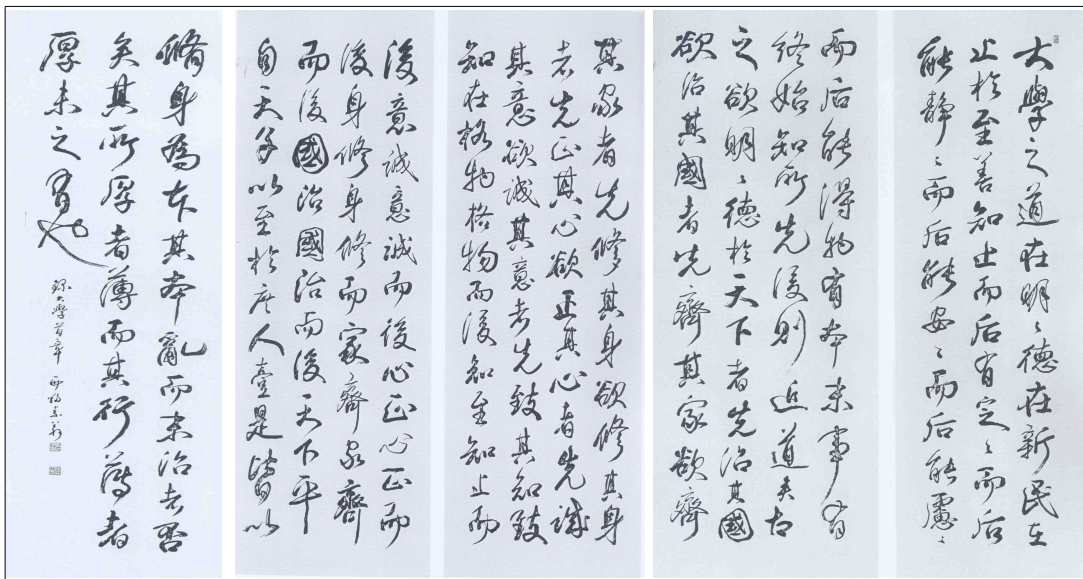 大學之道在明〻德在新民在
止於至善知止而后有定〻而后
能靜〻而后能安〻而后能慮〻
而后能得物有本末事有
終始知所先後則近道矣古
之欲明〻德於天下者先治其國
欲治其國者先齊其家欲齊
其家者先修其身欲修其身
者先正其心欲正其心者先誠
其意欲誠其意者先致其知致
知在格物格物而後知至知止而
後意誠意誠而後心正心正而
後身修身修而家齊家齊
而後國治國治而後天下平
自天子以至於庶人壹是皆以
脩身為本其本亂而末治者否
矣其所厚者薄而其所薄者
厚未之有也
錄大學首章